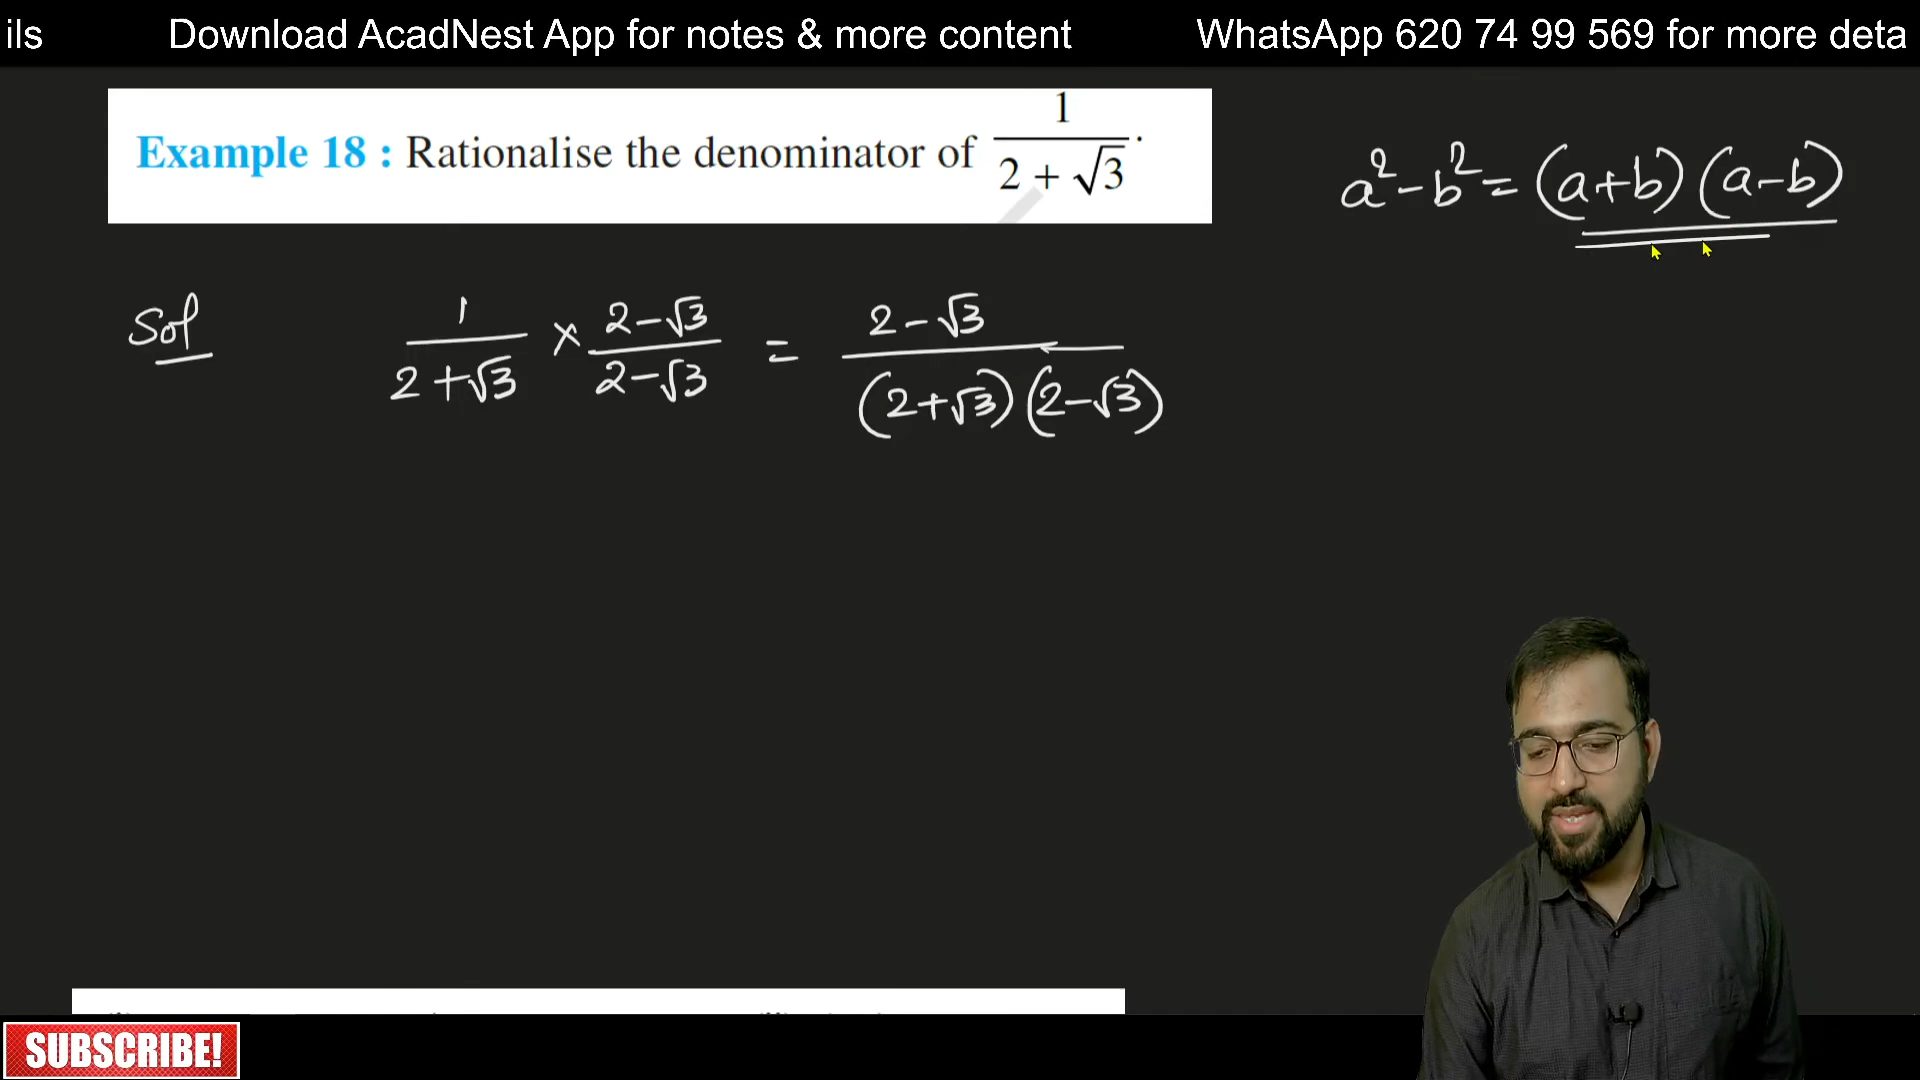 ils Download AcadNest App for notes & more content WhatsApp 620 74 99 569 for more deta
Example 18 : Rationalise the denominator of 1/(2 + √3).
a² - b² = (a+b) (a-b)
Sol 1/(2+√3) × (2-√3)/(2-√3) = (2-√3)/((2+√3)(2-√3))
SUBSCRIBE!